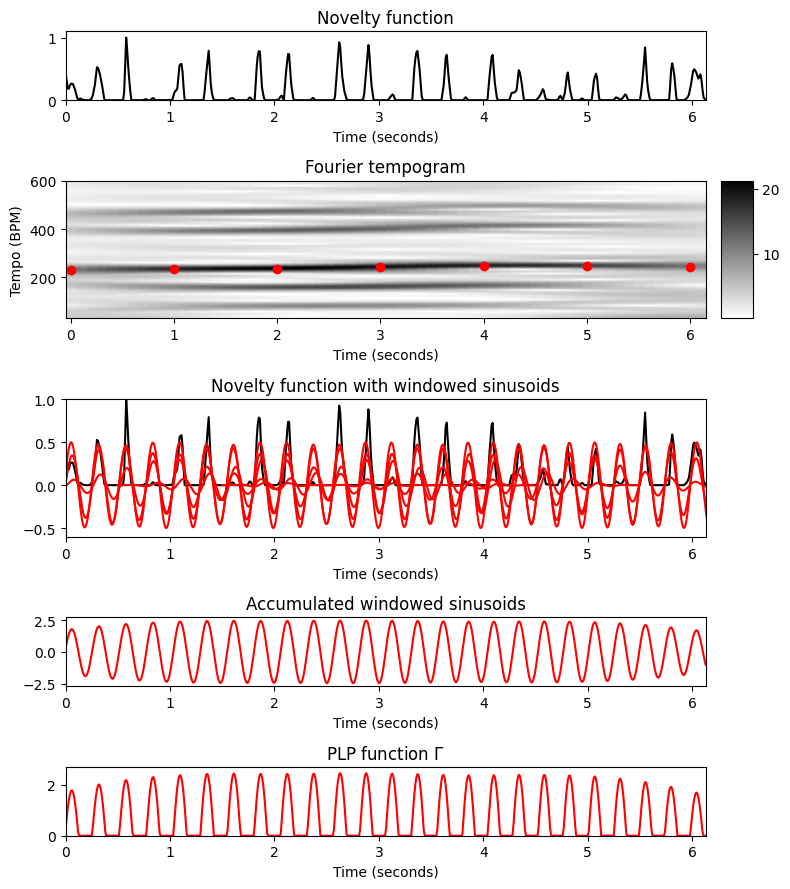 Novelty function
1
0
0 1 2 3 4 5 6
Time (seconds)
Fourier tempogram
600
400
200
Tempo (BPM)
20
10
0 1 2 3 4 5 6
Time (seconds)
Novelty function with windowed sinusoids
1.0
0.5
0.0
−0.5
0 1 2 3 4 5 6
Time (seconds)
Accumulated windowed sinusoids
2.5
0.0
−2.5
0 1 2 3 4 5 6
Time (seconds)
PLP function Γ
2
0
0 1 2 3 4 5 6
Time (seconds)